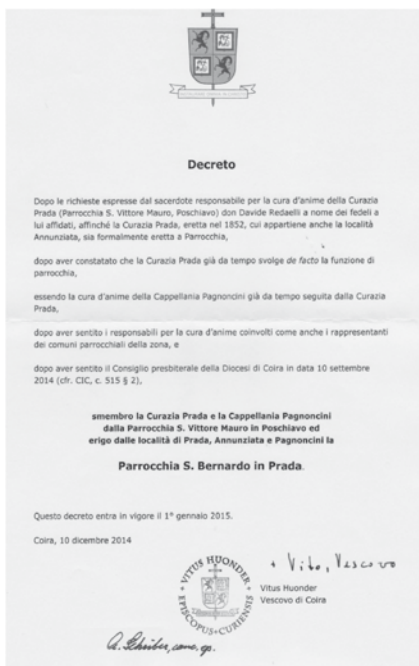 Decreto
Dopo le richieste espresse dal sacerdote responsabile per la cura d'anime della Curazia
Prada (Parrocchia S. Vittore Mauro, Poschiavo) don Davide Redaelli a nome dei fedeli a
lui affidati, affinché la Curazia Prada, eretta nel 1852, cui appartiene anche la località
Annunziata, sia formalmente eretta a Parrocchia,
dopo aver constatato che la Curazia Prada già da tempo svolge de facto la funzione di
parrocchia,
essendo la cura d'anime della Cappellania Pagnoncini già da tempo seguita dalla Curazia
Prada,
dopo aver sentito i responsabili per la cura d'anime coinvolti come anche i rappresentanti
dei comuni parrocchiali della zona, e
dopo aver sentito il Consiglio presbiterale della Diocesi di Coira in data 10 settembre
2014 (cfr. CIC, c. 515 § 2),
smembro la Curazia Prada e la Cappellania Pagnoncini
dalla Parrocchia S. Vittore Mauro in Poschiavo ed
erigo dalle località di Prada, Annunziata e Pagnoncini la
Parrocchia S. Bernardo in Prada.
Questo decreto entra in vigore il 1° gennaio 2015.
Coira, 10 dicembre 2014
+ Vito, Vescovo
Vitus Huonder
Vescovo di Coira
VITUS HUONDER
EPISCOPUS CURIENSIS